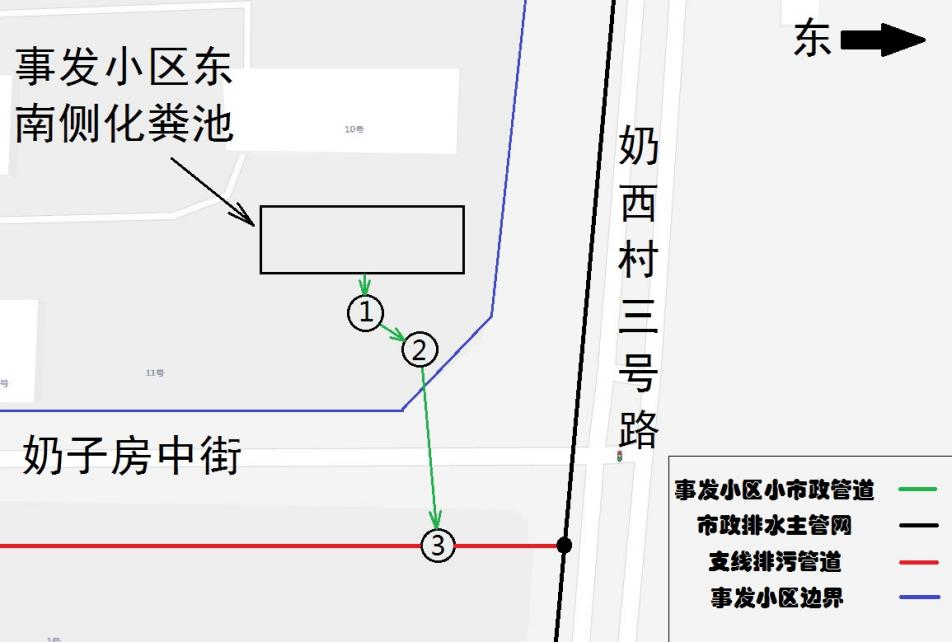 东
事发小区东
南侧化粪池
10号
奶西村三号路
1
2
11号
号
奶子房中街
3
事发小区小市政管道
市政排水主管网
支线排污管道
事发小区边界
1号